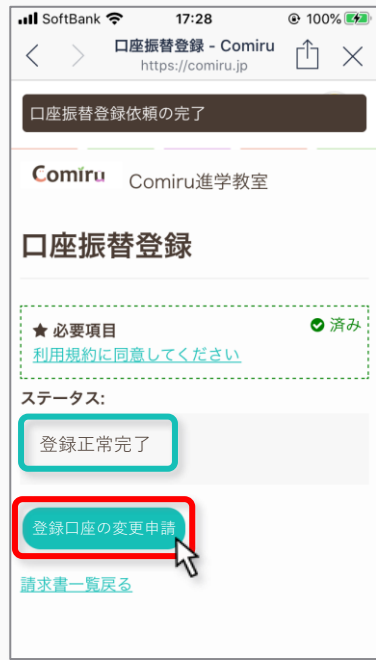 SoftBank 17:28 100%
口座振替登録 - Comiru
https://comiru.jp
口座振替登録依頼の完了
Comiru Comiru進学教室
口座振替登録
★ 必要項目 済み
利用規約に同意してください
ステータス:
登録正常完了
登録口座の変更申請
請求書一覧戻る